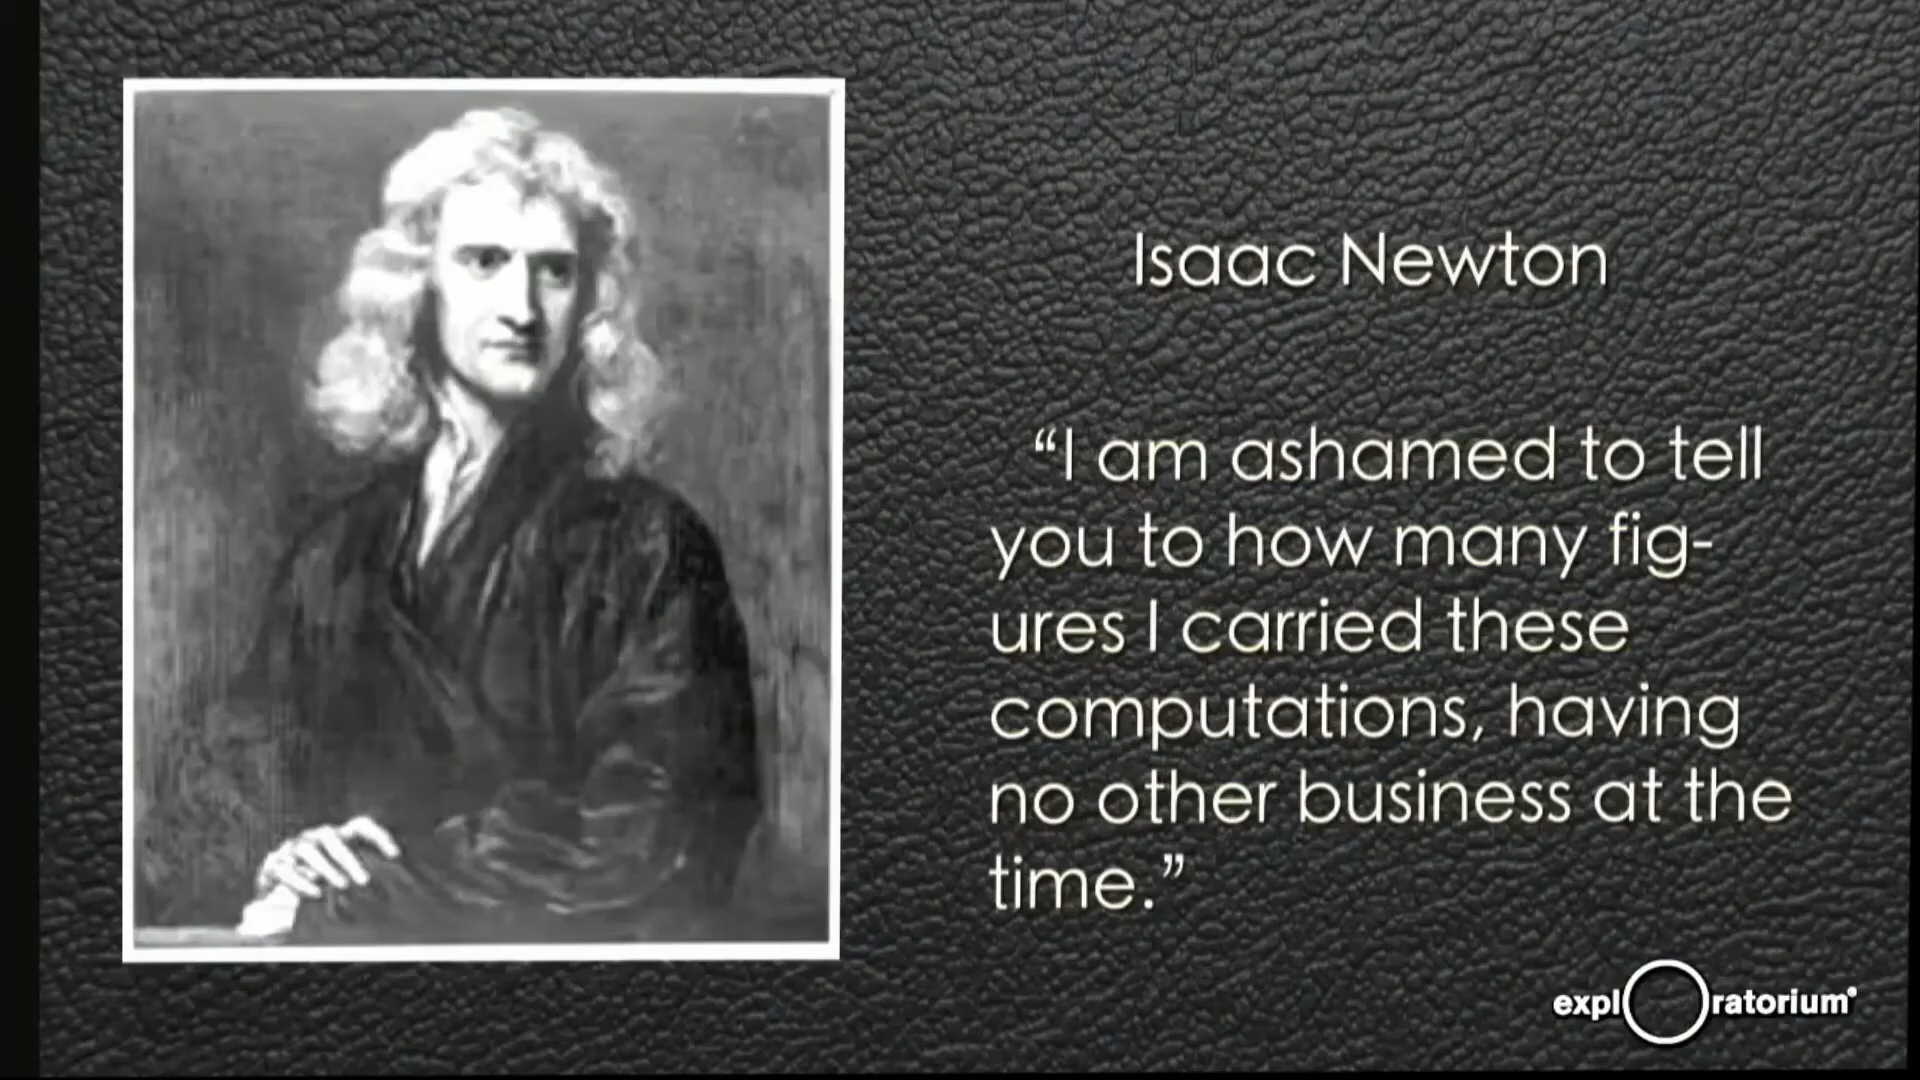 Isaac Newton
“I am ashamed to tell
you to how many fig-
ures I carried these
computations, having
no other business at the
time.”
explOratorium®